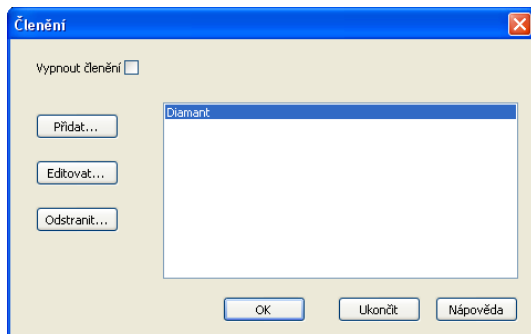 Členění
Vypnout členění
Přidat...
Diamant
Editovat...
Odstranit...
OK
Ukončit
Nápověda